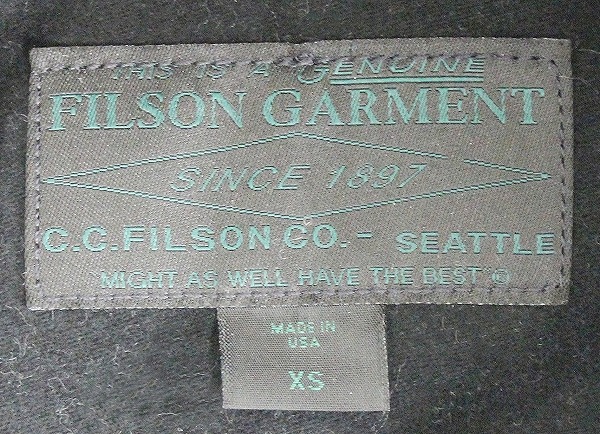 THIS IS A GENUINE
FILSON GARMENT
SINCE 1897
C.C.FILSON CO. - SEATTLE
MIGHT AS WELL HAVE THE BEST ©
MADE IN
USA
XS